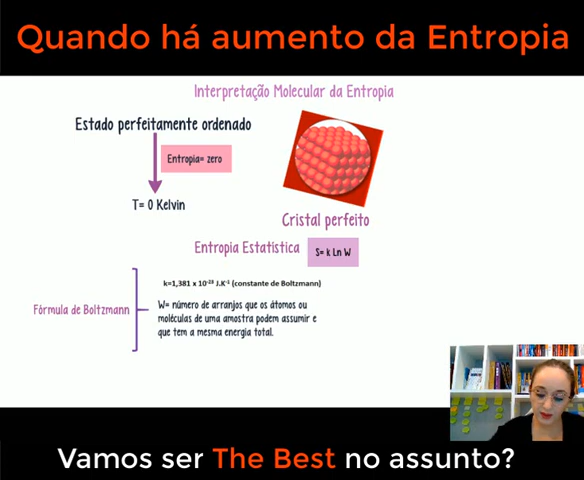 Quando há aumento da Entropia
Interpretação Molecular da Entropia
Estado perfeitamente ordenado
Entropia= zero
T= 0 Kelvin
Cristal perfeito
Entropia Estatística
S= k Ln W
k=1,381 x 10⁻²³ J.K⁻¹ (constante de Boltzmann)
Fórmula de Boltzmann
W= número de arranjos que os átomos ou
moléculas de uma amostra podem assumir e
que tem a mesma energia total.
Vamos ser The Best no assunto?